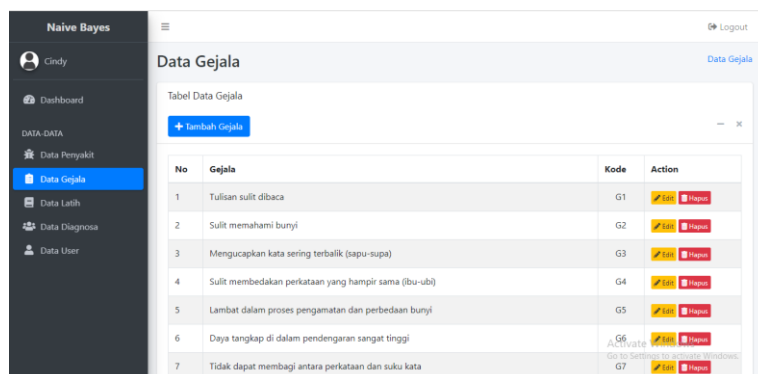 Naive Bayes
Logout
Cindy
Data Gejala
Data Gejala
Dashboard
Tabel Data Gejala
Tambah Gejala
DATA-DATA
Data Penyakit
Data Gejala
Data Latih
Data Diagnosa
Data User
No Gejala Kode Action
1 Tulisan sulit dibaca G1 Edit Hapus
2 Sulit memahami bunyi G2 Edit Hapus
3 Mengucapkan kata sering terbalik (sapu-supa) G3 Edit Hapus
4 Sulit membedakan perkataan yang hampir sama (ibu-ubi) G4 Edit Hapus
5 Lambat dalam proses pengamatan dan perbedaan bunyi G5 Edit Hapus
6 Daya tangkap di dalam pendengaran sangat tinggi G6 Edit Hapus
7 Tidak dapat membagi antara perkataan dan suku kata G7 Edit Hapus
Activate Windows
Go to Settings to activate Windows.